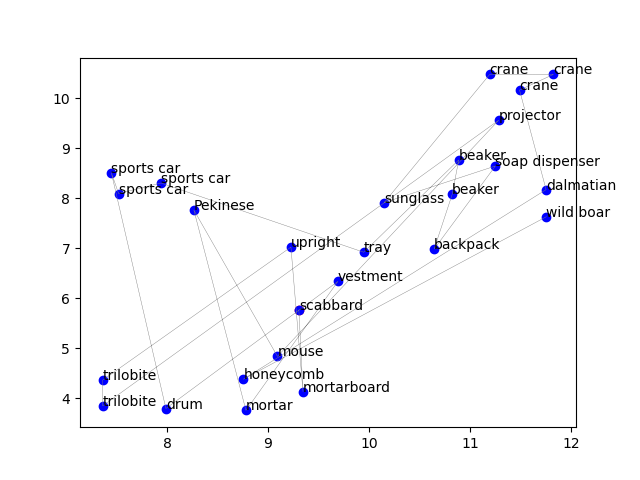 crane
crane
crane
projector
beaker
soap dispenser
sports car
sports car
sports car
beaker
dalmatian
sunglass
Pekinese
wild boar
upright
tray
backpack
vestment
scabbard
mouse
trilobite
honeycomb
mortarboard
trilobite
drum
mortar
10
9
8
7
6
5
4
8
9
10
11
12